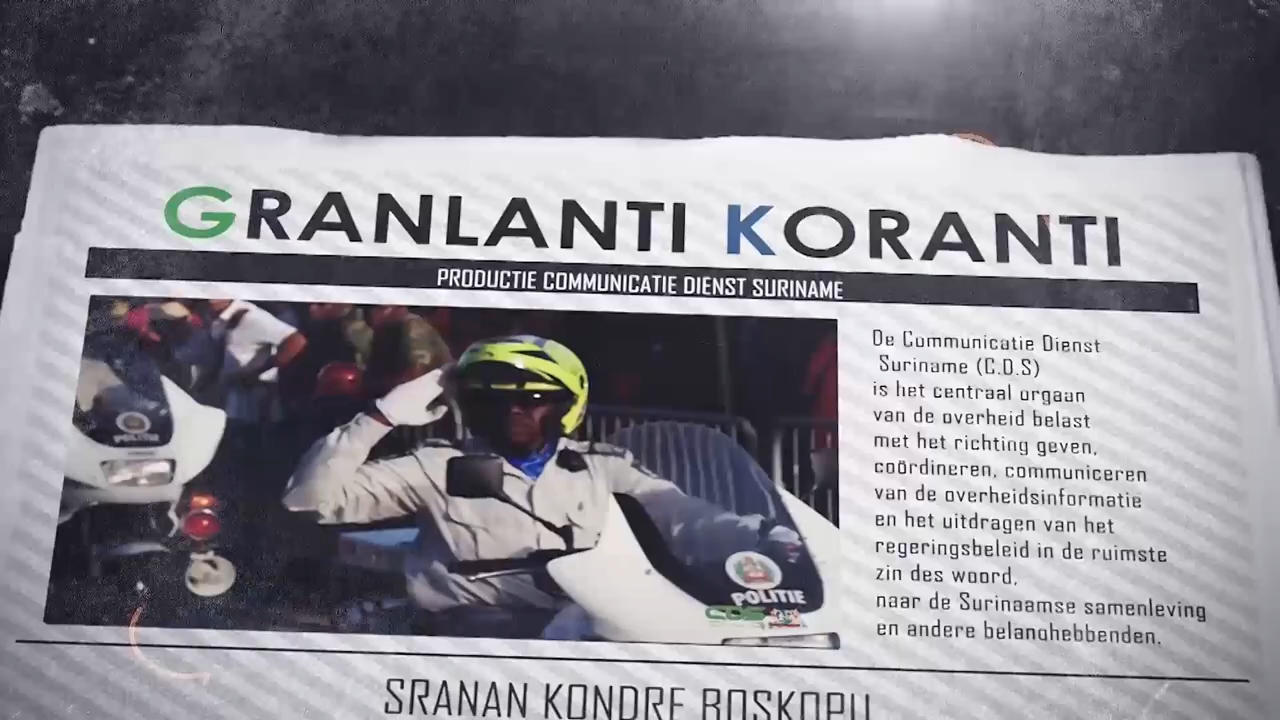 GRANLANTI KORANTI
PRODUCTIE COMMUNICATIE DIENST SURINAME
De Communicatie Dienst
Suriname (C.D.S)
is het centraal orgaan
van de overheid belast
met het richting geven,
coördineren, communiceren
van de overheidsinformatie
en het uitdragen van het
regeringsbeleid in de ruimste
zin des woord,
naar de Surinaamse samenleving
en andere belanghebbenden.
POLITIE
POLITIE
CDS
SRANAN KONDRE BOSKOPU